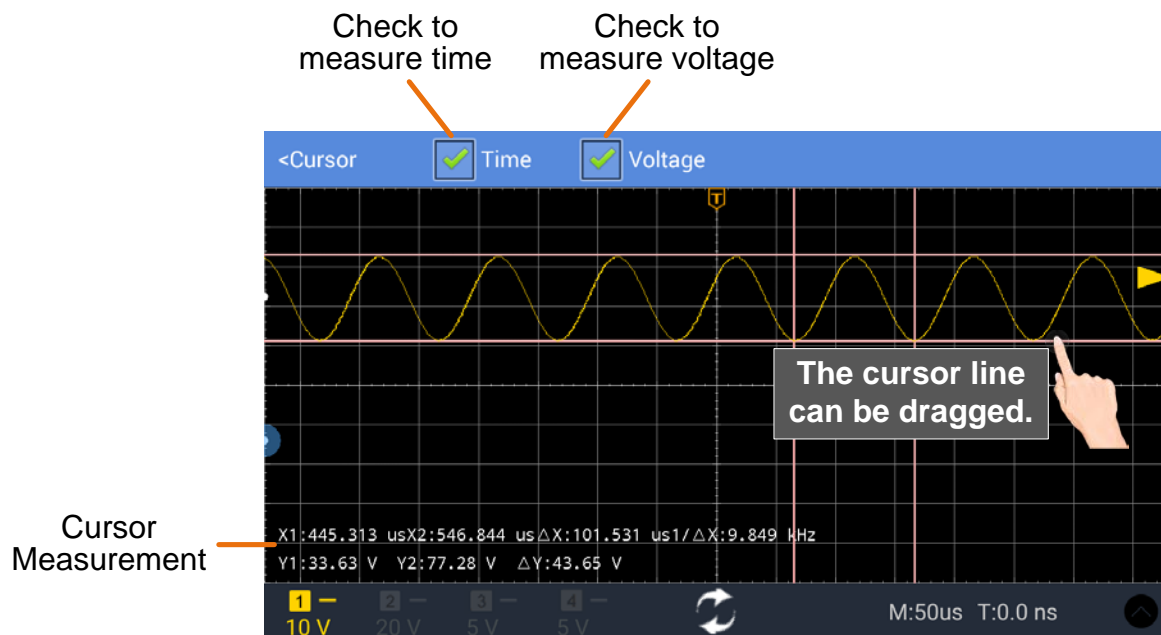 Check to
measure time
Check to
measure voltage
<Cursor
Time
Voltage
T
The cursor line
can be dragged.
Cursor
Measurement
X1:445.313 usX2:546.844 us△X:101.531 us1/△X:9.849 kHz
Y1:33.63 V Y2:77.28 V △Y:43.65 V
1 2 3 4
10 V 20 V 5 V 5 V
M:50us T:0.0 ns